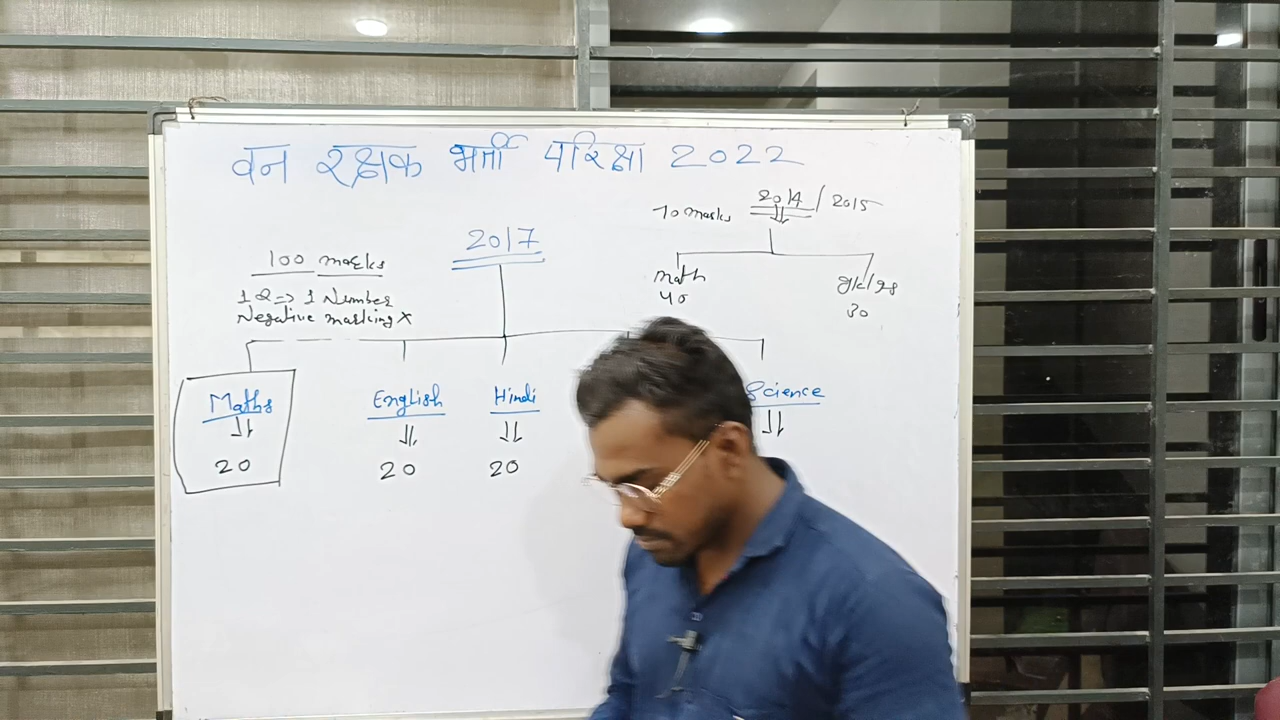 वन रक्षक भर्ती परिक्षा 2022
2014 / 2015
70 marks
2017
100 marks
math
40
gk/gs
30
1 Q => 1 Number
Negative marking x
Maths
English
Hindi
Science
20
20
20